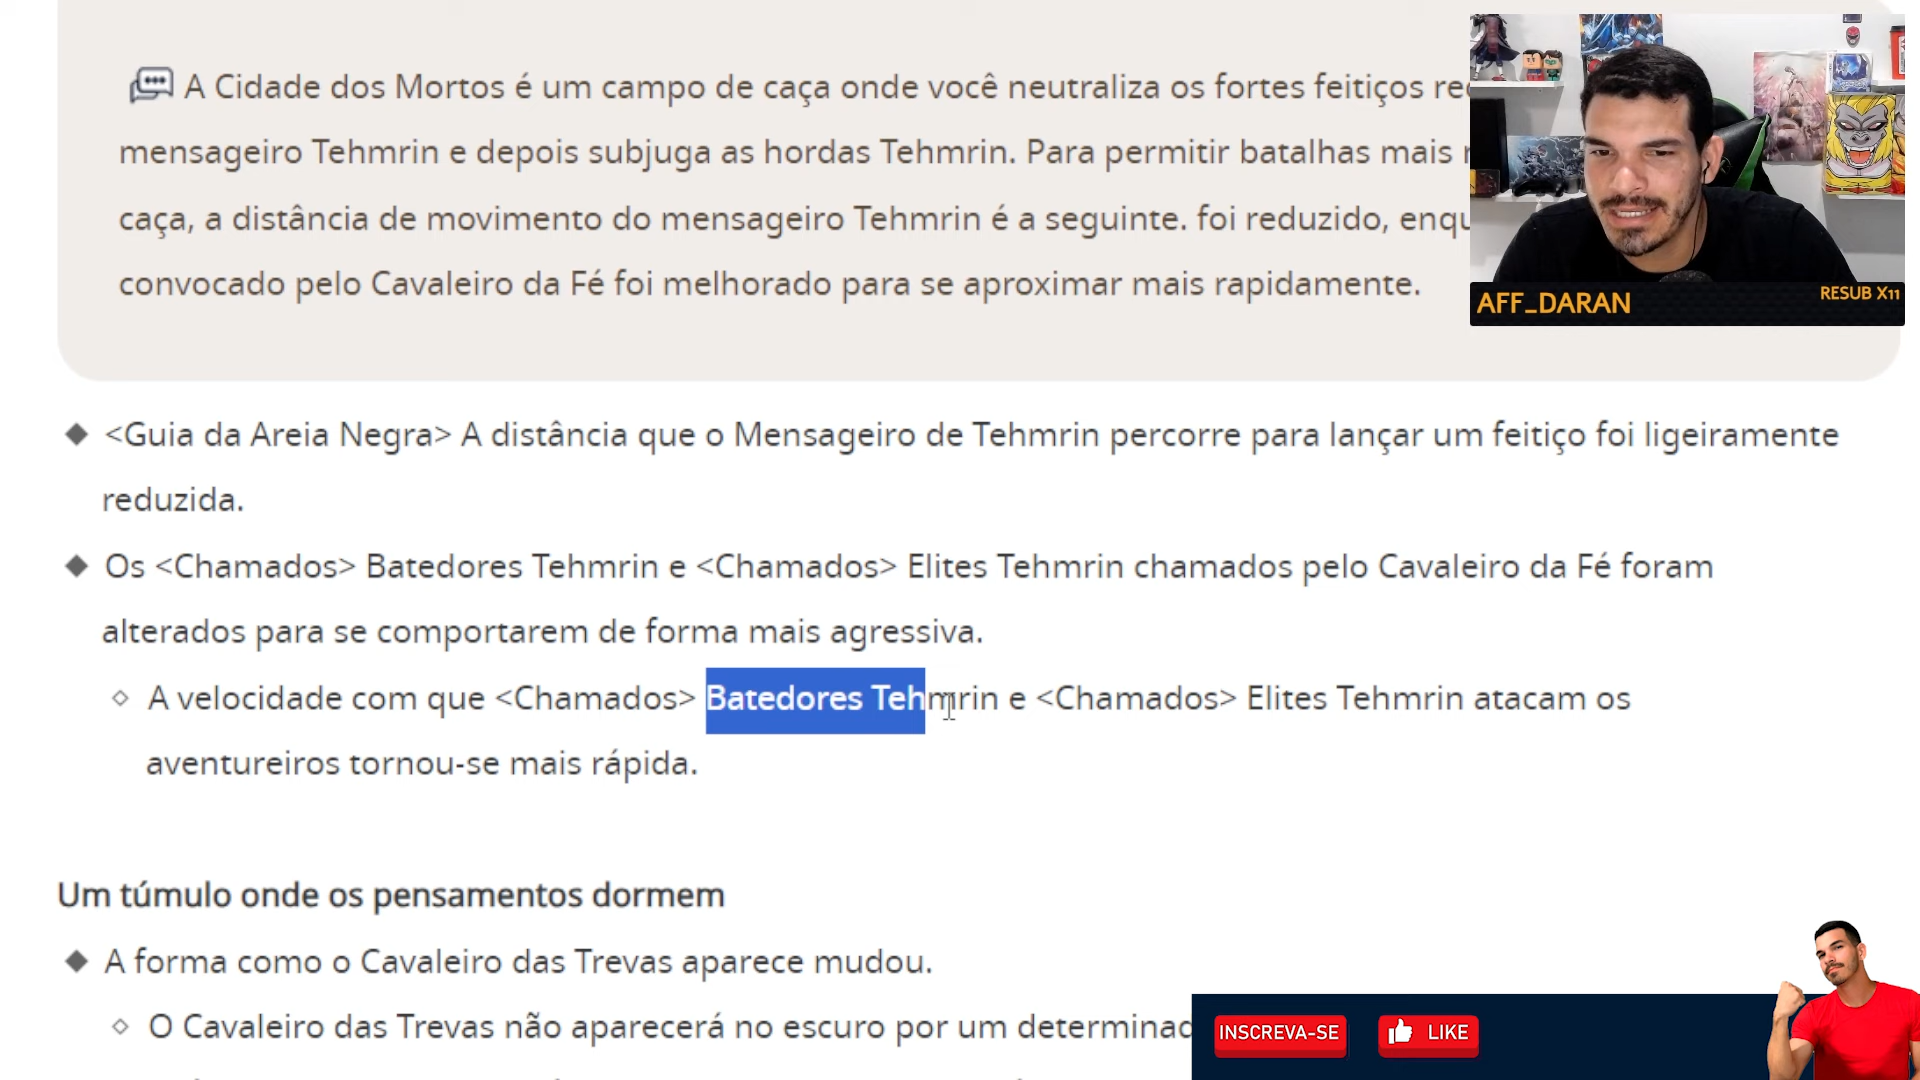 A Cidade dos Mortos é um campo de caça onde você neutraliza os fortes feitiços
mensageiro Tehmrin e depois subjuga as hordas Tehmrin. Para permitir batalhas mais
caça, a distância de movimento do mensageiro Tehmrin é a seguinte. foi reduzido,
convocado pelo Cavaleiro da Fé foi melhorado para se aproximar mais rapidamente.
AFF_DARAN
RESUB X11
<Guia da Areia Negra> A distância que o Mensageiro de Tehmrin percorre para lançar um feitiço foi ligeiramente
reduzida.
Os <Chamados> Batedores Tehmrin e <Chamados> Elites Tehmrin chamados pelo Cavaleiro da Fé foram
alterados para se comportarem de forma mais agressiva.
A velocidade com que <Chamados> Batedores Tehmrin e <Chamados> Elites Tehmrin atacam os
aventureiros tornou-se mais rápida.
Um túmulo onde os pensamentos dormem
A forma como o Cavaleiro das Trevas aparece mudou.
O Cavaleiro das Trevas não aparecerá no escuro por um
INSCREVA-SE
LIKE